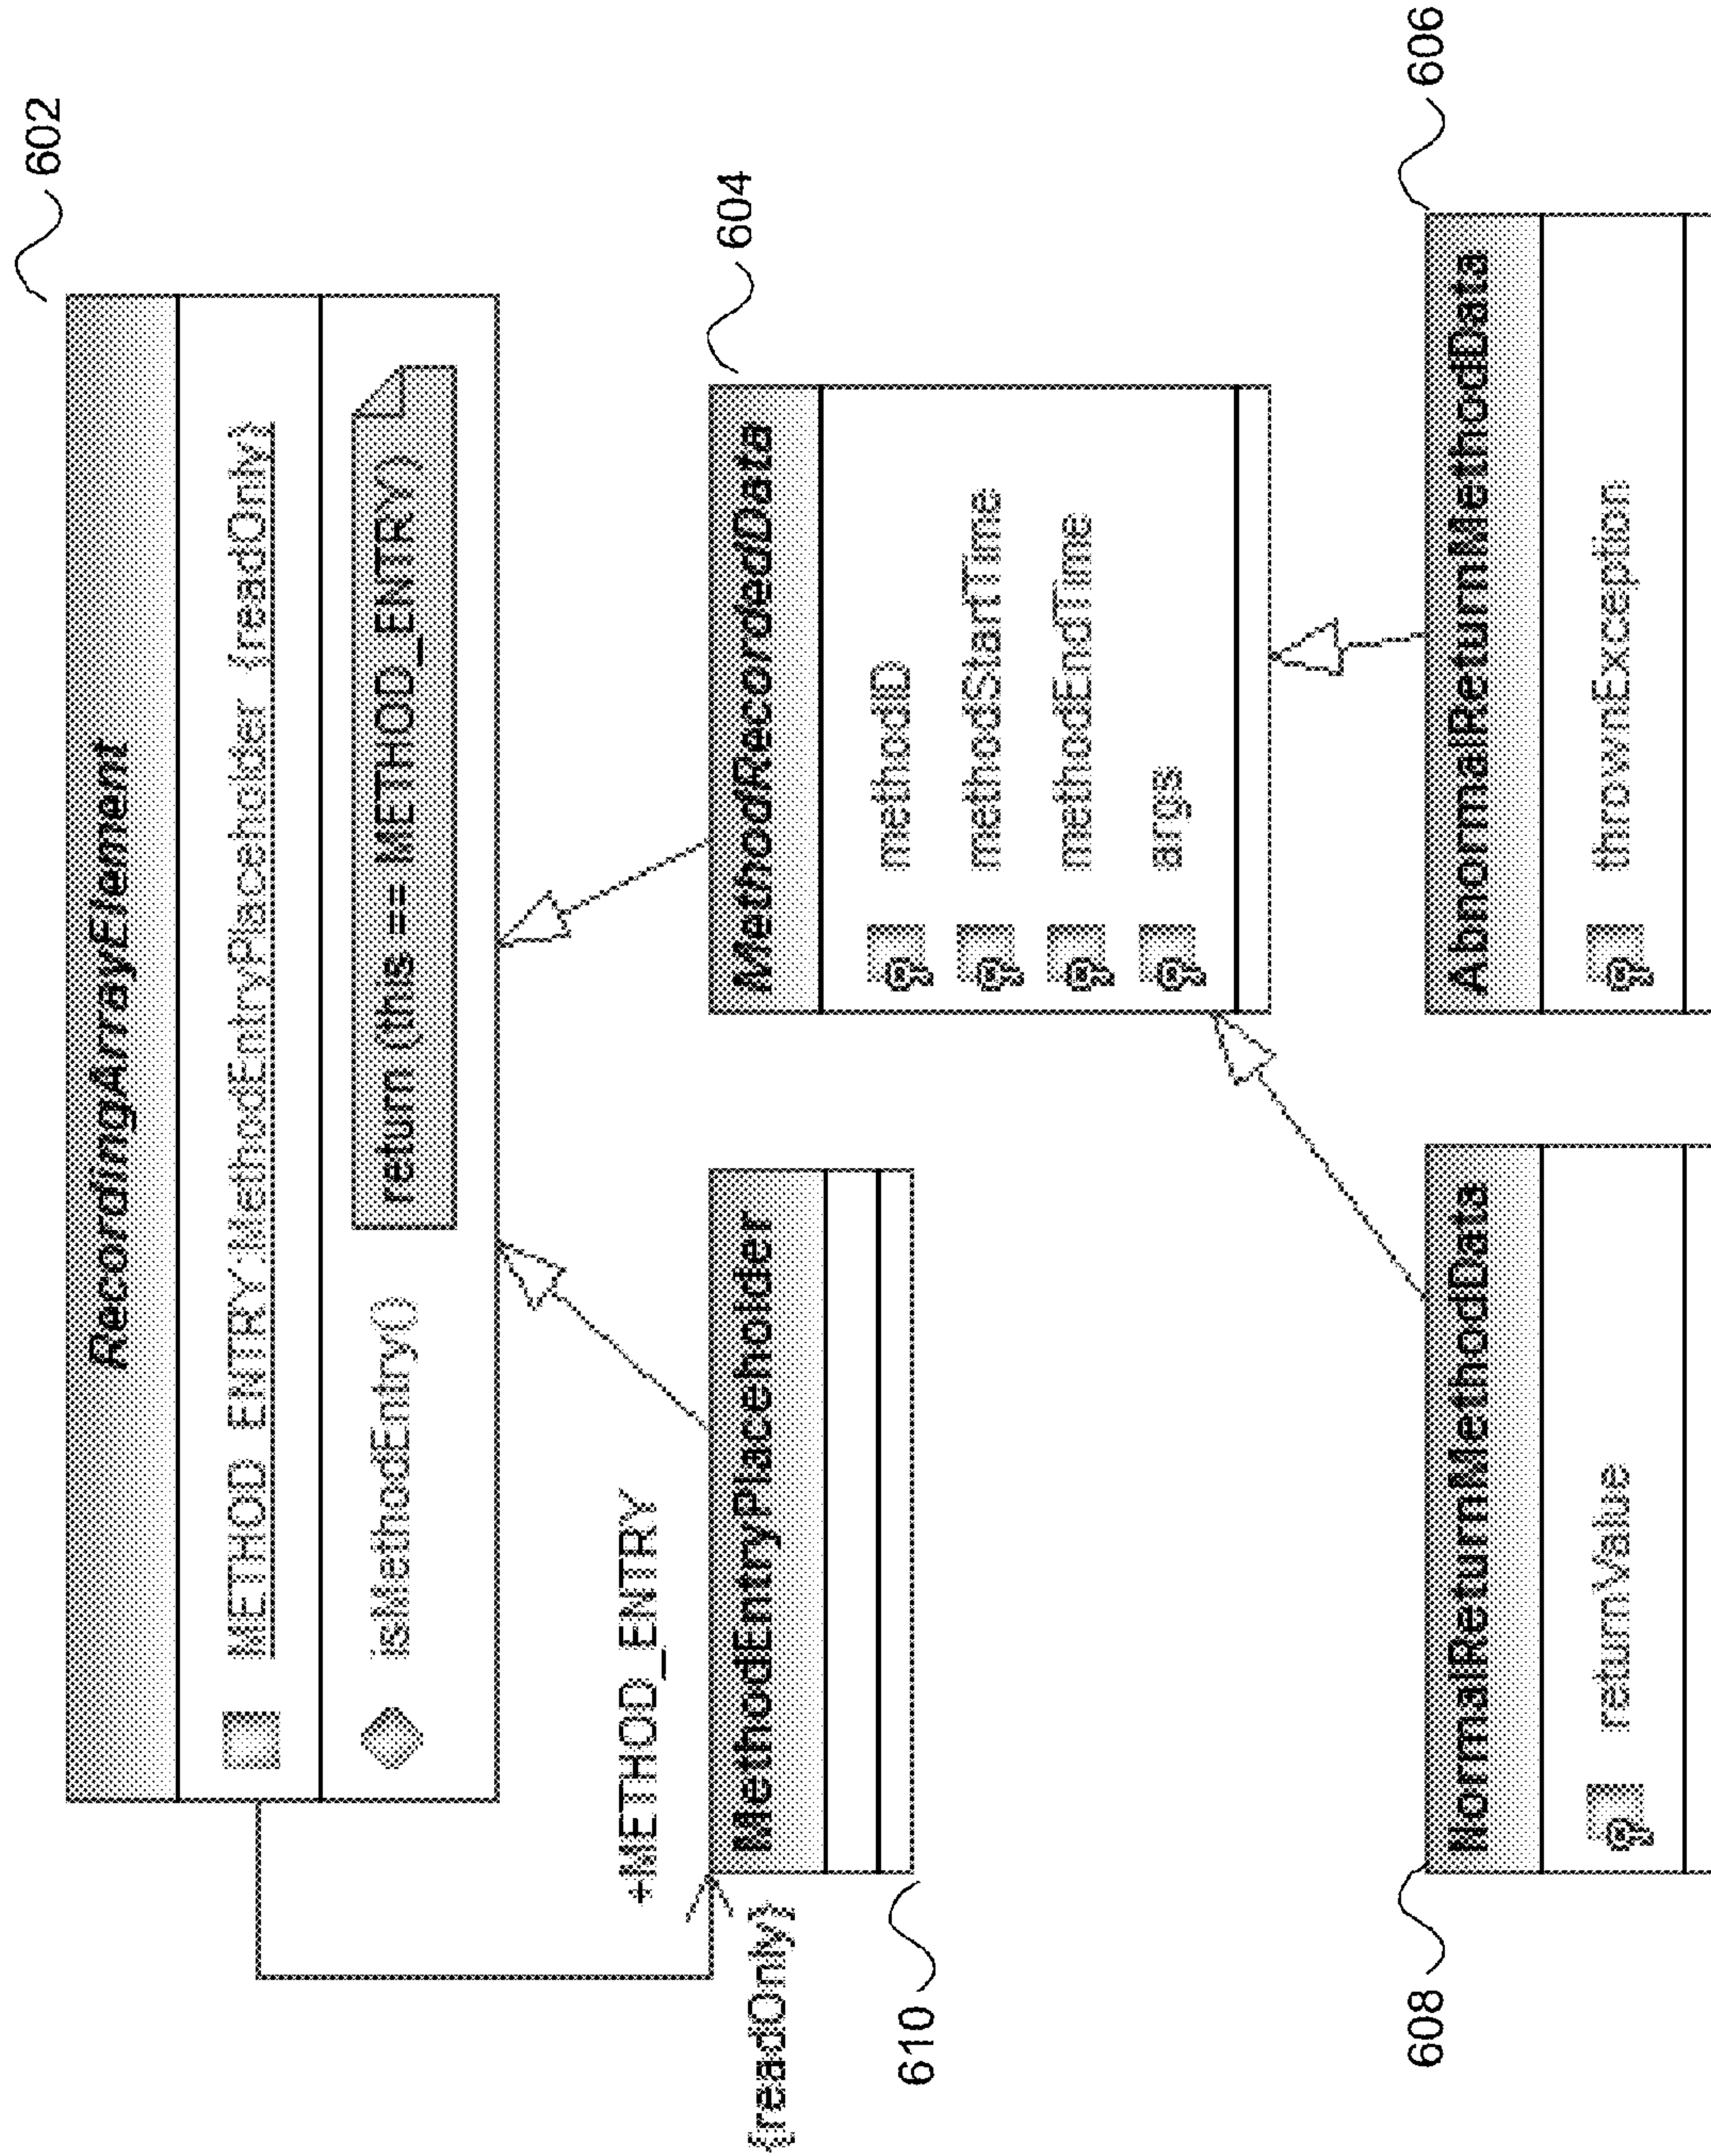 602
RecordingArrayElement
METHOD_ENTRY:MethodEntryPlaceholder {readOnly}
isMethodEntry()
return (this == METHOD_ENTRY)
+METHOD_ENTRY
{readOnly}
610
MethodEntryPlaceholder
604
MethodRecordedData
methodID
methodStartTime
methodEndTime
args
608
NormalReturnMethodData
returnValue
606
AbnormalReturnMethodData
thrownException